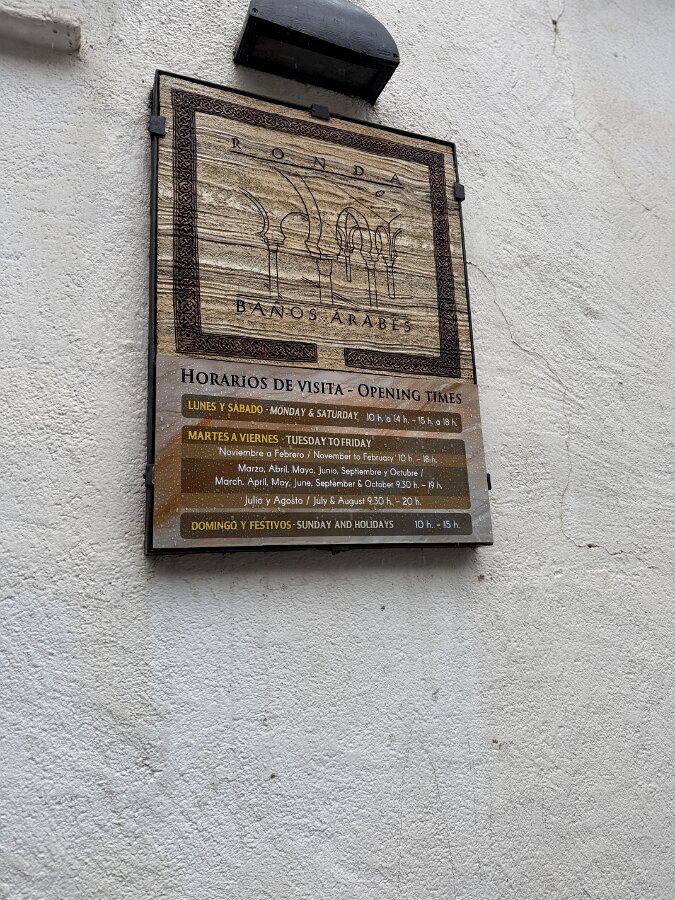 RONDA
BAÑOS ÁRABES
HORARIOS DE VISITA - OPENING TIMES
LUNES Y SÁBADO - MONDAY & SATURDAY 10 h. a 14 h. - 15 h. a 18 h.
MARTES A VIERNES - TUESDAY TO FRIDAY
Noviembre a Febrero / November to February 10 h. - 18 h.
Marzo, Abril, Mayo, Junio, Septiembre y Octubre /
March, April, May, June, September & October 9.30 h. - 19 h.
Julio y Agosto / July & August 9.30 h. - 20 h.
DOMINGO Y FESTIVOS - SUNDAY AND HOLIDAYS 10 h. - 15 h.